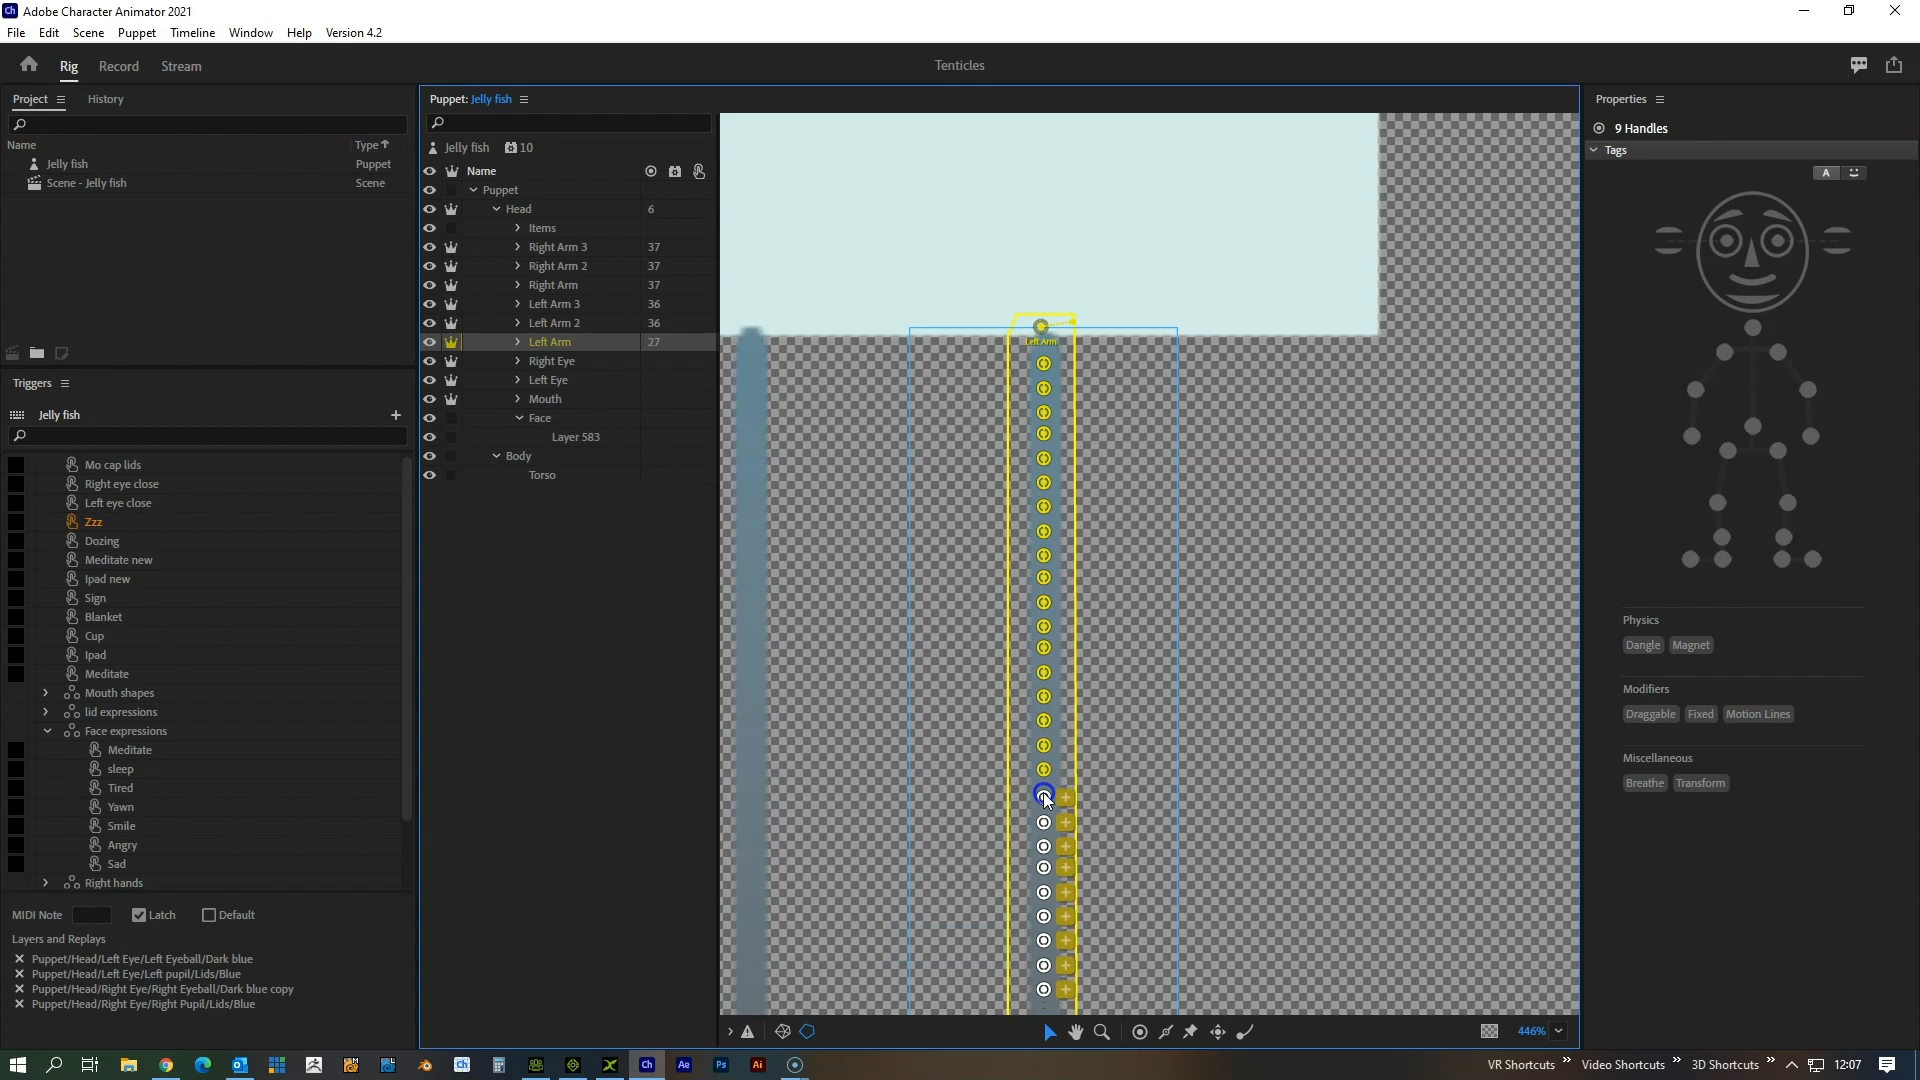 Ch Adobe Character Animator 2021
File Edit Scene Puppet Timeline Window Help Version 4.2
Rig Record Stream Tenticles
Project History
Name Type
Jelly fish Puppet
Scene - Jelly fish Scene
Triggers
Jelly fish
Mo cap lids
Right eye close
Left eye close
Zzz
Dozing
Meditate new
Ipad new
Sign
Blanket
Cup
Ipad
Meditate
Mouth shapes
lid expressions
Face expressions
Meditate
sleep
Tired
Yawn
Smile
Angry
Sad
Right hands
MIDI Note Latch Default
Layers and Replays
Puppet/Head/Left Eye/Left Eyeball/Dark blue
Puppet/Head/Left Eye/Left pupil/Lids/Blue
Puppet/Head/Right Eye/Right Eyeball/Dark blue copy
Puppet/Head/Right Eye/Right Pupil/Lids/Blue
Puppet: Jelly fish
Jelly fish 10
Name
Puppet
Head 6
Items
Right Arm 3 37
Right Arm 2 37
Right Arm 37
Left Arm 3 36
Left Arm 2 36
Left Arm 27
Right Eye
Left Eye
Mouth
Face
Layer 583
Body
Torso
Left Arm
446%
Properties
9 Handles
Tags
A
Physics
Dangle Magnet
Modifiers
Draggable Fixed Motion Lines
Miscellaneous
Breathe Transform
Ch Ch Ae Ps Ai
VR Shortcuts Video Shortcuts 3D Shortcuts 12:07